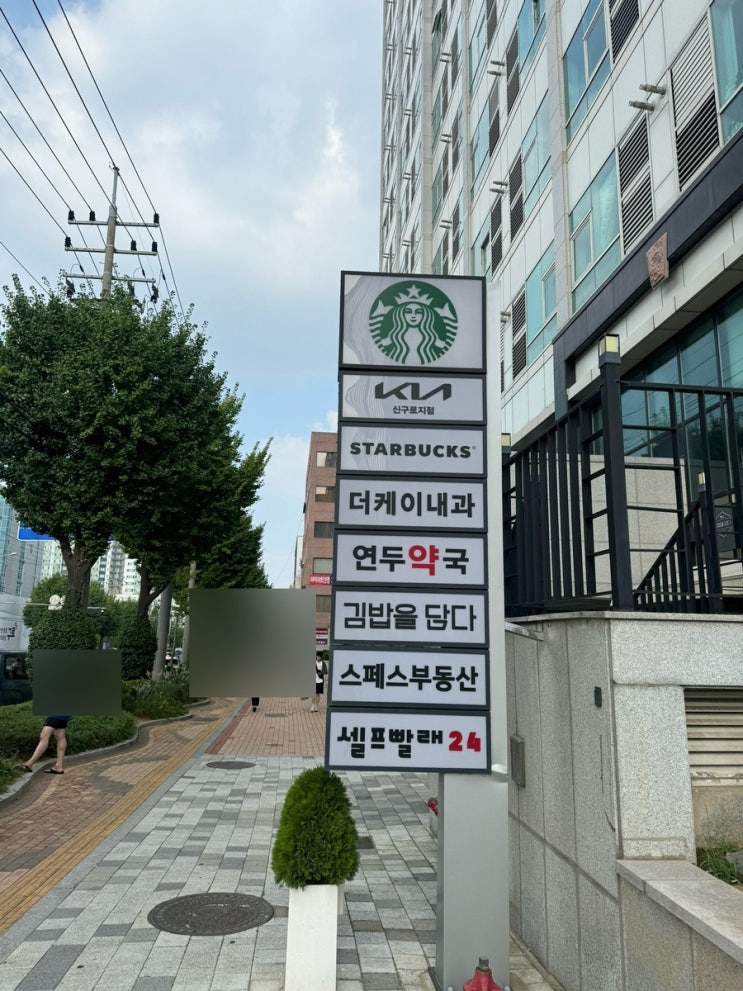 KIA
신구로지점
STARBUCKS
더케이내과
연두약국
김밥을 담다
스페스부동산
셀프빨래24